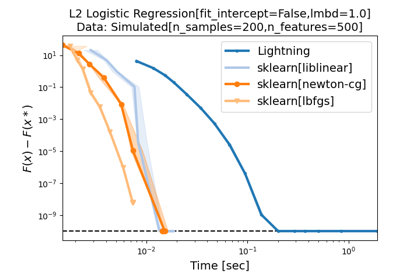 L2 Logistic Regression[fit_intercept=False,lmbd=1.0]
Data: Simulated[n_samples=200,n_features=500]
Lightning
sklearn[liblinear]
sklearn[newton-cg]
sklearn[lbfgs]
F(x) − F(x*)
10¹
10⁻¹
10⁻³
10⁻⁵
10⁻⁷
10⁻⁹
10⁻²
10⁻¹
10⁰
Time [sec]